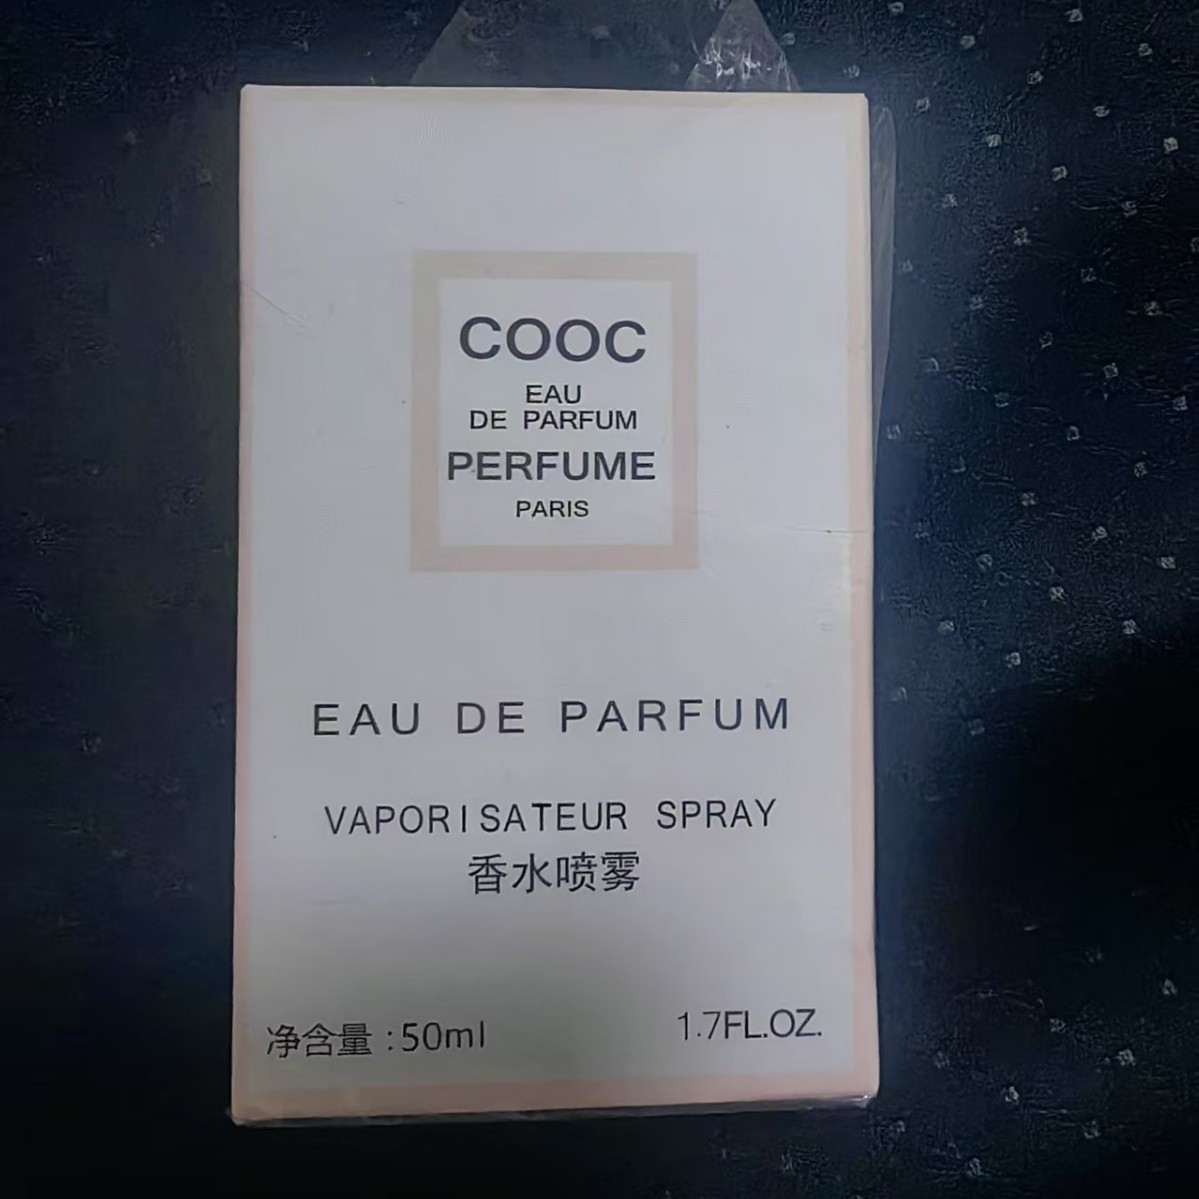 COOC
EAU
DE PARFUM
PERFUME
PARIS
EAU DE PARFUM
VAPORISATEUR SPRAY
香水喷雾
净含量:50ml
1.7FL.OZ.